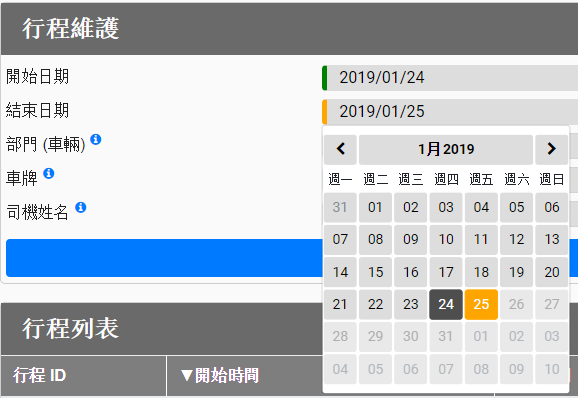 行程維護
開始日期
2019/01/24
結束日期
2019/01/25
部門 (車輛)
車牌
司機姓名
1月 2019
週一 週二 週三 週四 週五 週六 週日
31 01 02 03 04 05 06
07 08 09 10 11 12 13
14 15 16 17 18 19 20
21 22 23 24 25 26 27
28 29 30 31 01 02 03
04 05 06 07 08 09 10
行程列表
行程 ID ▼開始時間